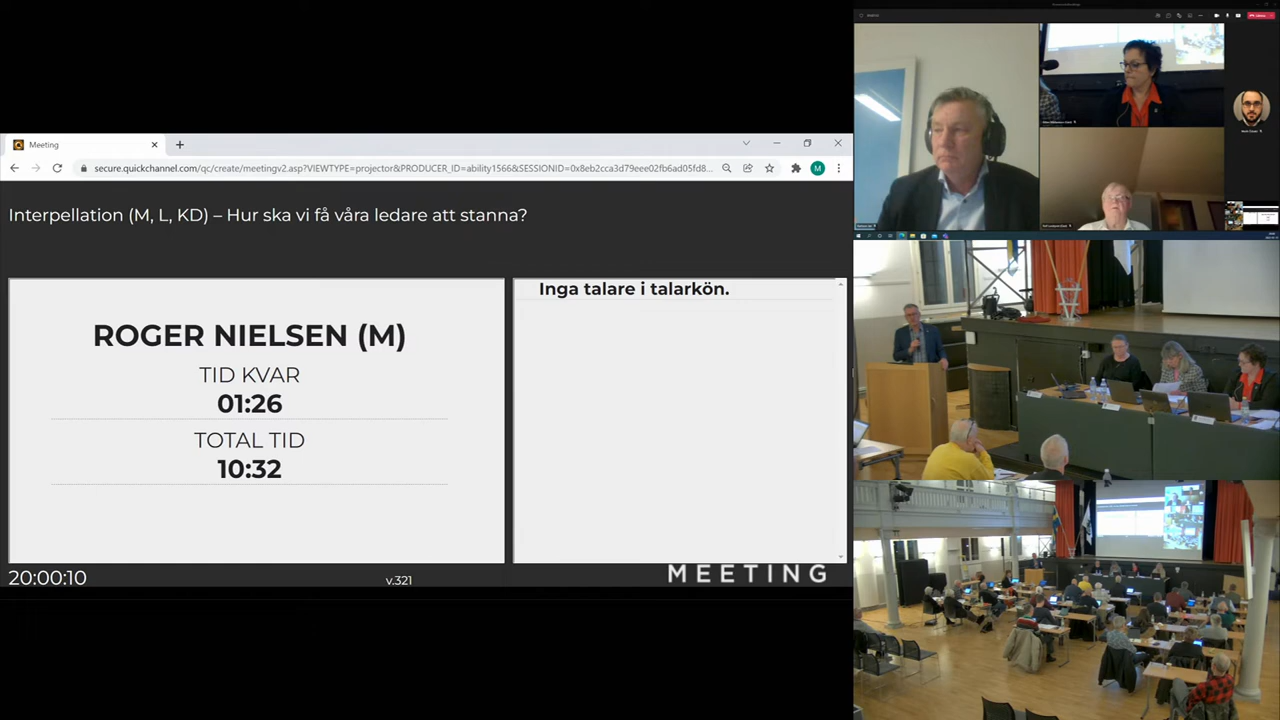 Meeting
secure.quickchannel.com/qc/create/meetingv2.asp?VIEWTYPE=projector&PRODUCER_ID=ability1566&SESSIONID=0x8eb2cca3d79eee02fb6ad05fd8...
M
Interpellation (M, L, KD) – Hur ska vi få våra ledare att stanna?
ROGER NIELSEN (M)
TID KVAR
01:26
TOTAL TID
10:32
Inga talare i talarkön.
20:00:10
v.321
MEETING